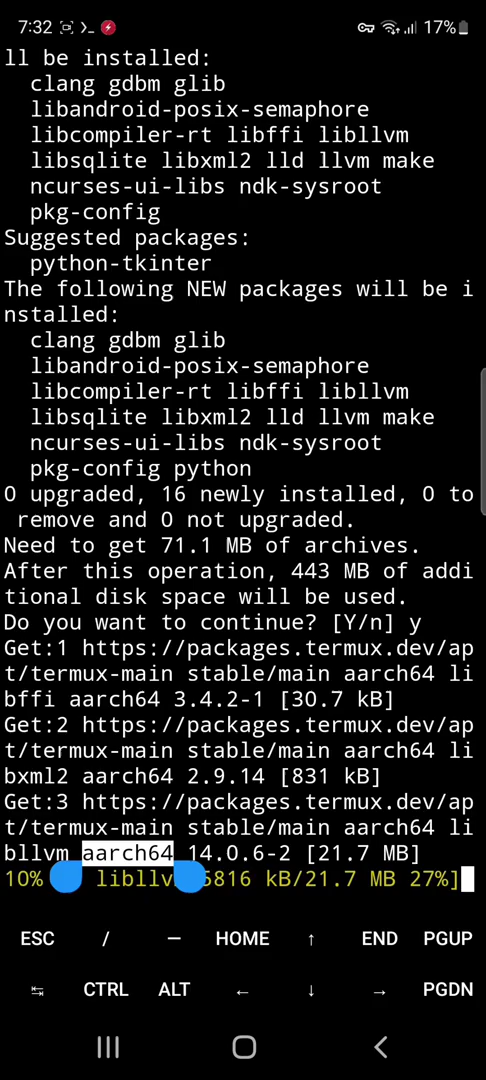 7:32 17%
ll be installed:
clang gdbm glib
libandroid-posix-semaphore
libcompiler-rt libffi libllvm
libsqlite libxml2 lld llvm make
ncurses-ui-libs ndk-sysroot
pkg-config
Suggested packages:
python-tkinter
The following NEW packages will be i
nstalled:
clang gdbm glib
libandroid-posix-semaphore
libcompiler-rt libffi libllvm
libsqlite libxml2 lld llvm make
ncurses-ui-libs ndk-sysroot
pkg-config python
0 upgraded, 16 newly installed, 0 to
remove and 0 not upgraded.
Need to get 71.1 MB of archives.
After this operation, 443 MB of addi
tional disk space will be used.
Do you want to continue? [Y/n] y
Get:1 https://packages.termux.dev/ap
t/termux-main stable/main aarch64 li
bffi aarch64 3.4.2-1 [30.7 kB]
Get:2 https://packages.termux.dev/ap
t/termux-main stable/main aarch64 li
bxml2 aarch64 2.9.14 [831 kB]
Get:3 https://packages.termux.dev/ap
t/termux-main stable/main aarch64 li
bllvm aarch64 14.0.6-2 [21.7 MB]
10% libllv 5816 kB/21.7 MB 27%]
ESC / — HOME ↑ END PGUP
↹ CTRL ALT ← ↓ → PGDN